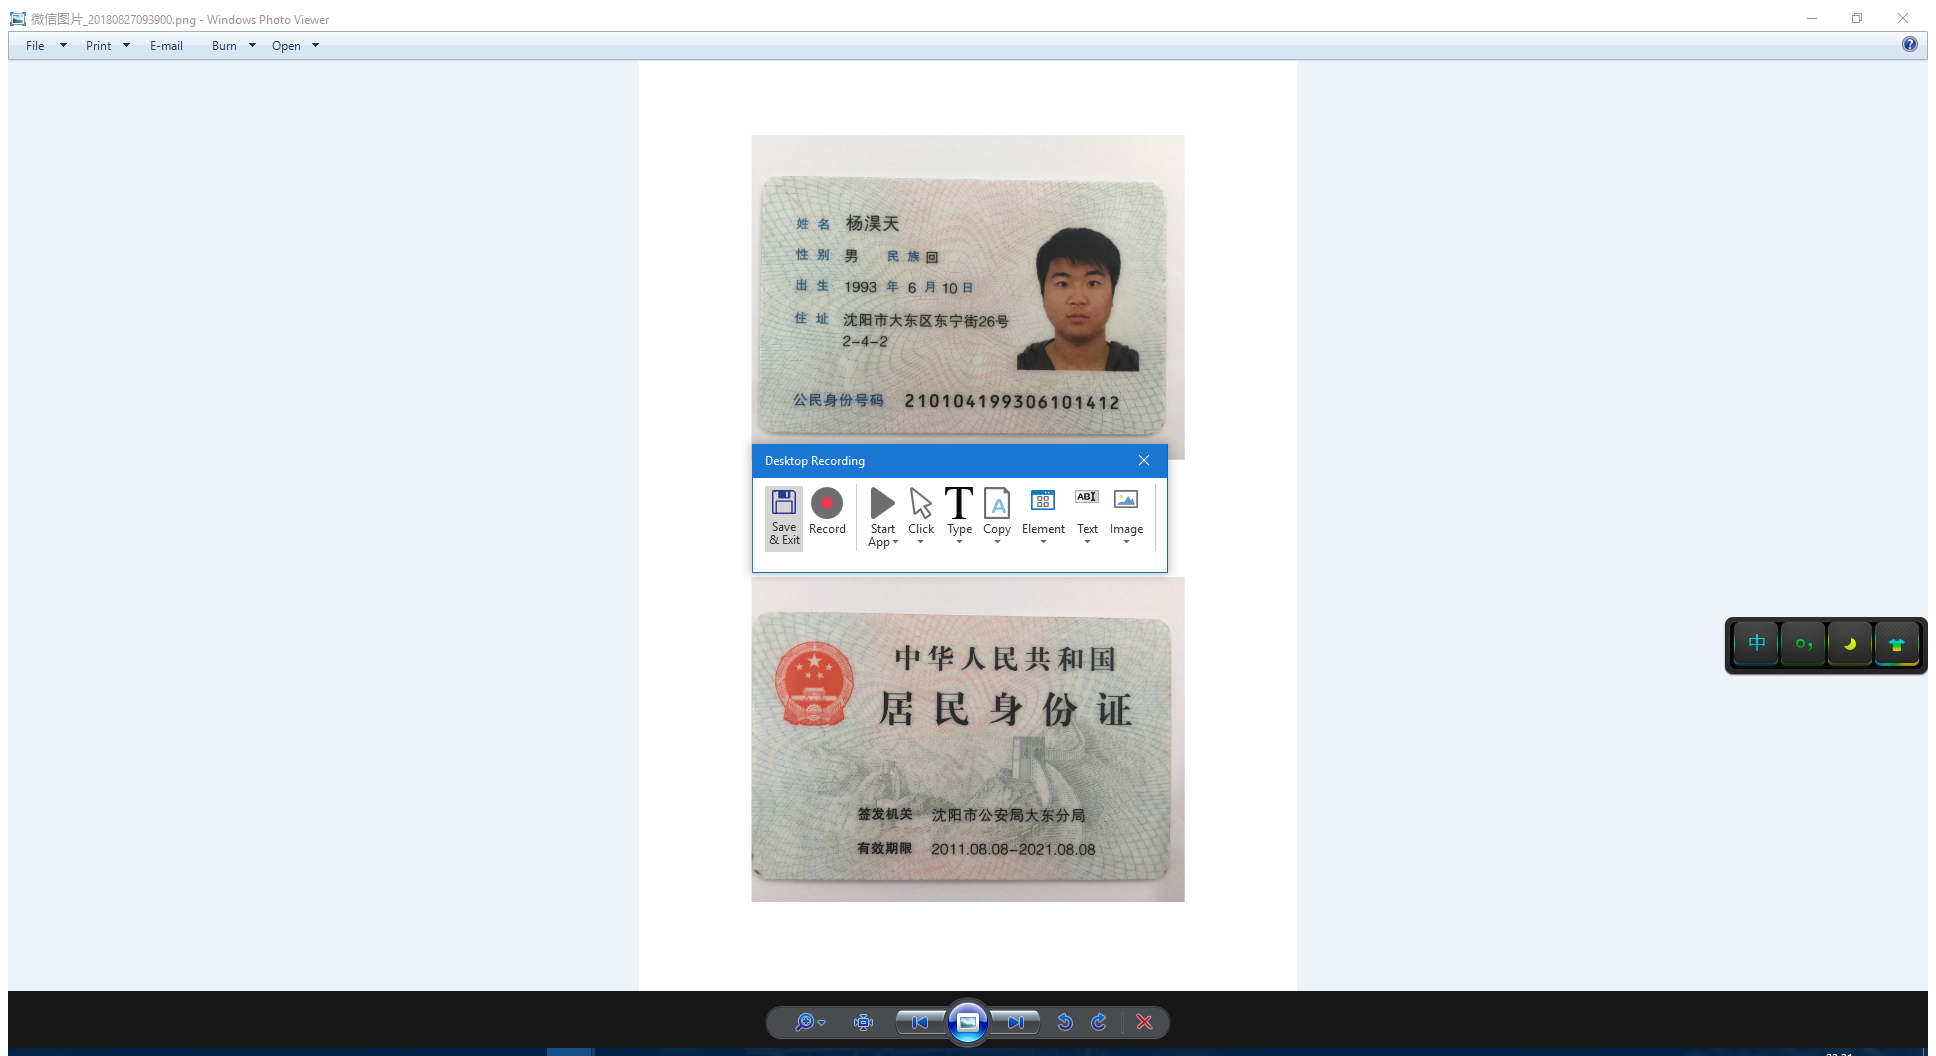 微信图片_20180827093900.png - Windows Photo Viewer
File Print E-mail Burn Open
姓 名 杨淏天
性 别 男 民 族 回
出 生 1993 年 6 月 10 日
住 址 沈阳市大东区东宁街26号
2-4-2
公民身份号码 210104199306101412
Desktop Recording
Save & Exit Record Start App Click Type Copy Element Text Image
中华人民共和国
居民身份证
签发机关 沈阳市公安局大东分局
有效期限 2011.08.08-2021.08.08
中